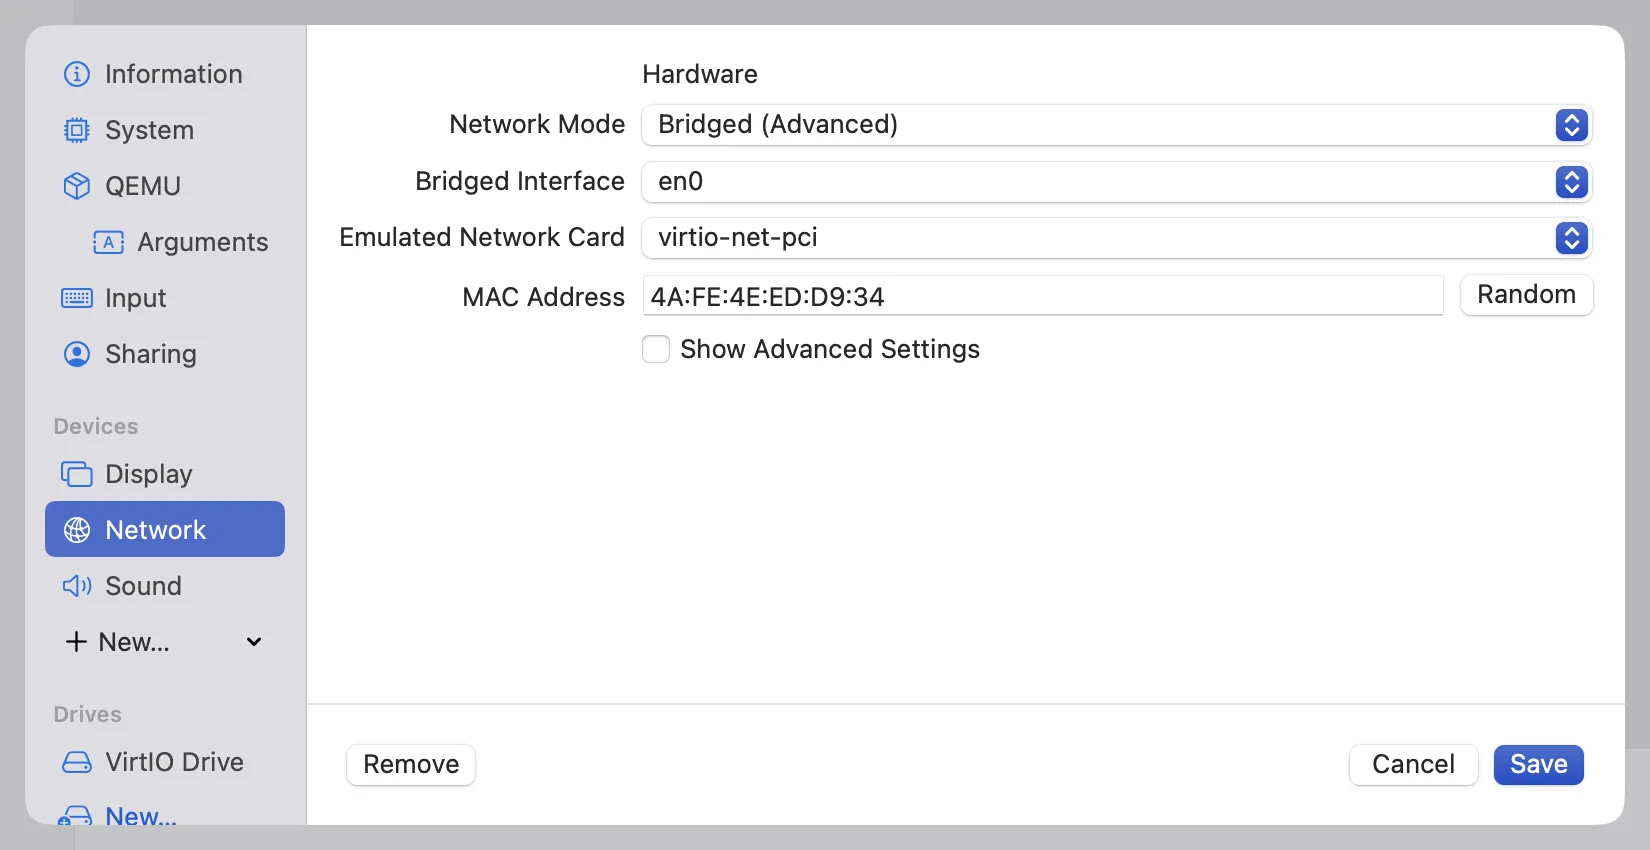 Information
System
QEMU
A Arguments
Input
Sharing
Devices
Display
Network
Sound
New...
Drives
VirtIO Drive
New...
Hardware
Network Mode Bridged (Advanced)
Bridged Interface en0
Emulated Network Card virtio-net-pci
MAC Address 4A:FE:4E:ED:D9:34 Random
Show Advanced Settings
Remove Cancel Save